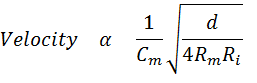 Velocity α 1/C_m √(d/(4R_mR_i))